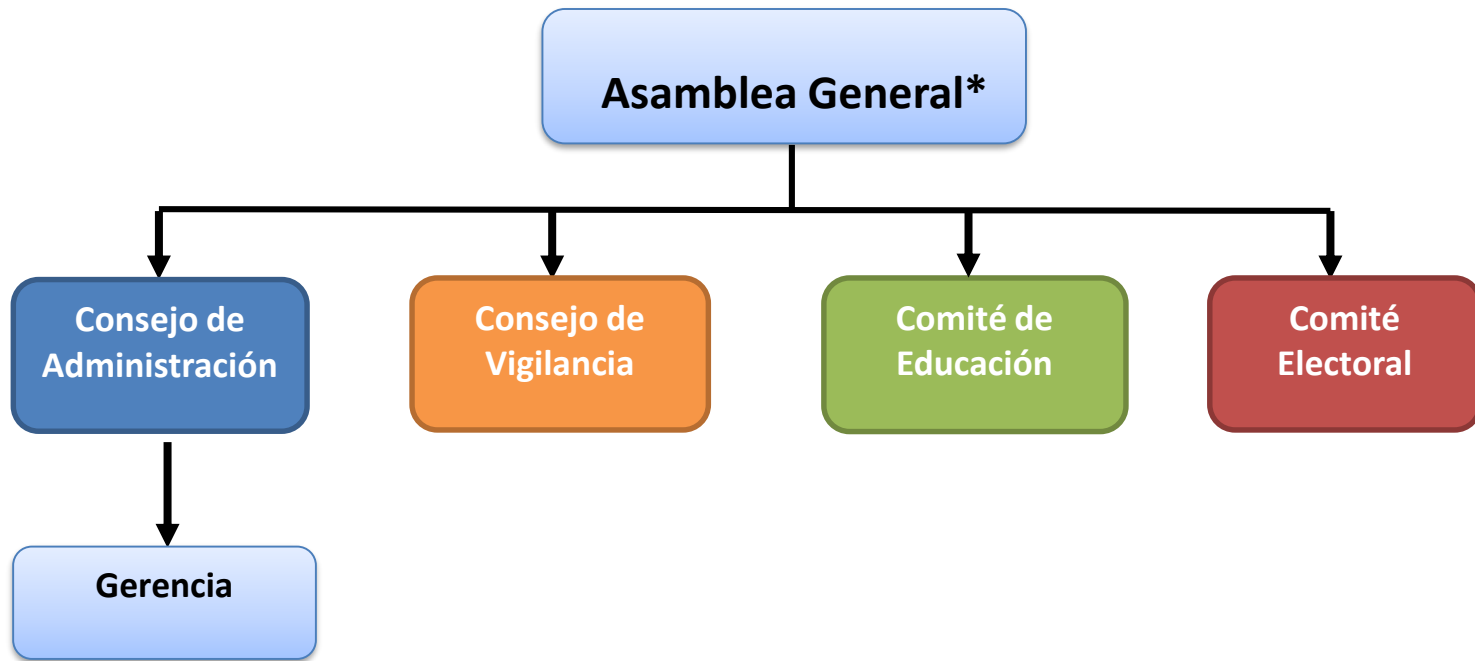 Asamblea General*
Consejo de
Administración
Consejo de
Vigilancia
Comité de
Educación
Comité
Electoral
Gerencia